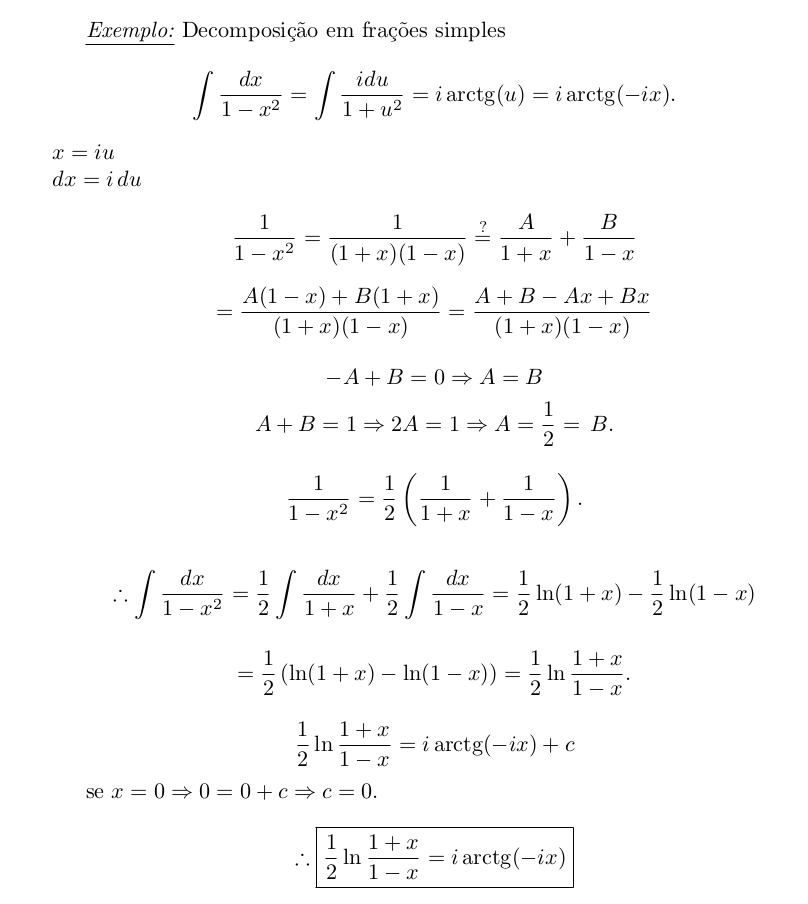 Exemplo: Decomposição em frações simples
∫ dx/(1 − x²) = ∫ idu/(1 + u²) = i arctg(u) = i arctg(−ix).
x = iu
dx = i du
1/(1 − x²) = 1/((1 + x)(1 − x)) =^? A/(1 + x) + B/(1 − x)
= (A(1 − x) + B(1 + x))/((1 + x)(1 − x)) = (A + B − Ax + Bx)/((1 + x)(1 − x))
−A + B = 0 ⇒ A = B
A + B = 1 ⇒ 2A = 1 ⇒ A = 1/2 = B.
1/(1 − x²) = 1/2 (1/(1 + x) + 1/(1 − x)).
∴ ∫ dx/(1 − x²) = 1/2 ∫ dx/(1 + x) + 1/2 ∫ dx/(1 − x) = 1/2 ln(1 + x) − 1/2 ln(1 − x)
= 1/2 (ln(1 + x) − ln(1 − x)) = 1/2 ln (1 + x)/(1 − x).
1/2 ln (1 + x)/(1 − x) = i arctg(−ix) + c
se x = 0 ⇒ 0 = 0 + c ⇒ c = 0.
∴ 1/2 ln (1 + x)/(1 − x) = i arctg(−ix)